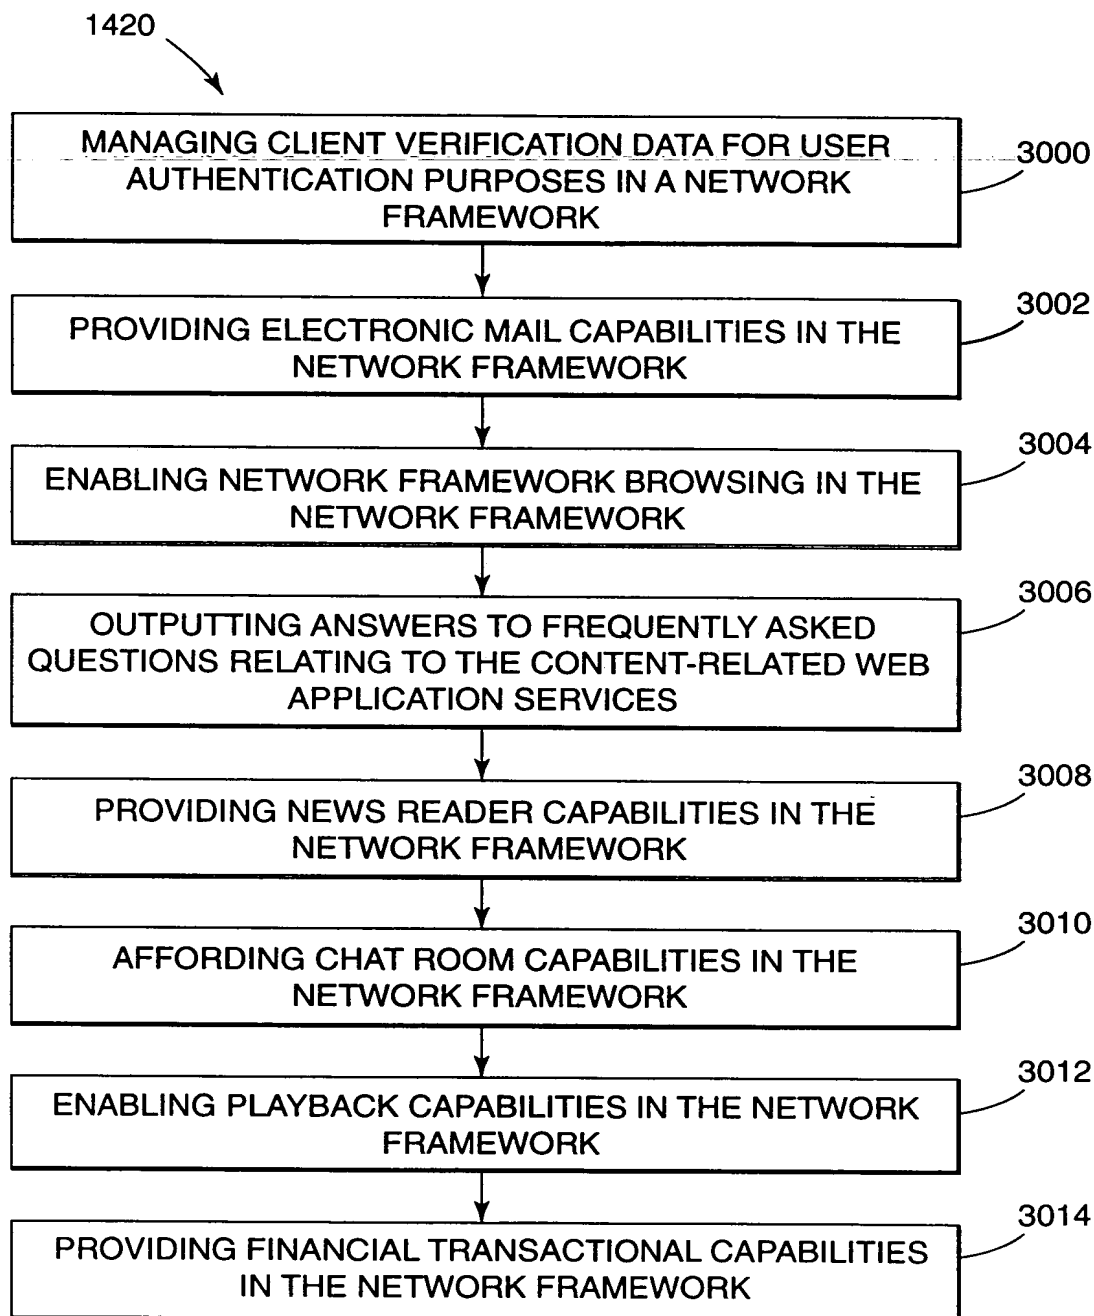 1420
MANAGING CLIENT VERIFICATION DATA FOR USER
AUTHENTICATION PURPOSES IN A NETWORK
FRAMEWORK
3000
PROVIDING ELECTRONIC MAIL CAPABILITIES IN THE
NETWORK FRAMEWORK
3002
ENABLING NETWORK FRAMEWORK BROWSING IN THE
NETWORK FRAMEWORK
3004
OUTPUTTING ANSWERS TO FREQUENTLY ASKED
QUESTIONS RELATING TO THE CONTENT-RELATED WEB
APPLICATION SERVICES
3006
PROVIDING NEWS READER CAPABILITIES IN THE
NETWORK FRAMEWORK
3008
AFFORDING CHAT ROOM CAPABILITIES IN THE
NETWORK FRAMEWORK
3010
ENABLING PLAYBACK CAPABILITIES IN THE NETWORK
FRAMEWORK
3012
PROVIDING FINANCIAL TRANSACTIONAL CAPABILITIES
IN THE NETWORK FRAMEWORK
3014